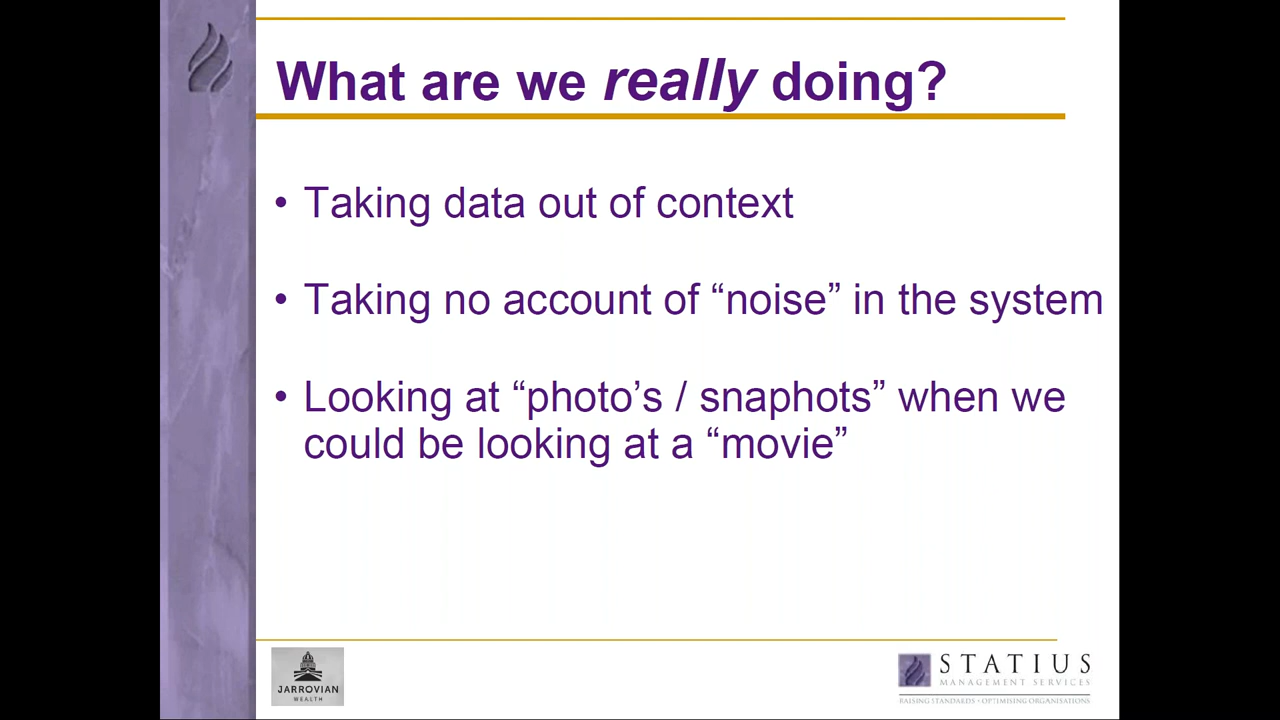 What are we really doing?
• Taking data out of context
• Taking no account of “noise” in the system
• Looking at “photo’s / snaphots” when we
could be looking at a “movie”
JARROVIAN
WEALTH
STATIUS
MANAGEMENT SERVICES
RAISING STANDARDS · OPTIMISING ORGANISATIONS